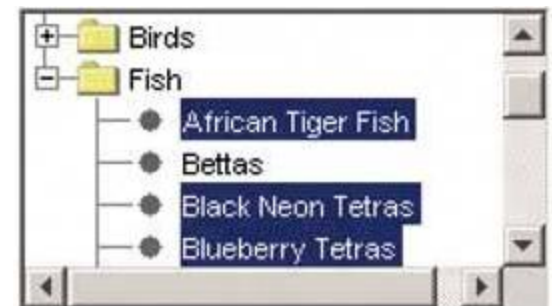 Birds
Fish
African Tiger Fish
Bettas
Black Neon Tetras
Blueberry Tetras